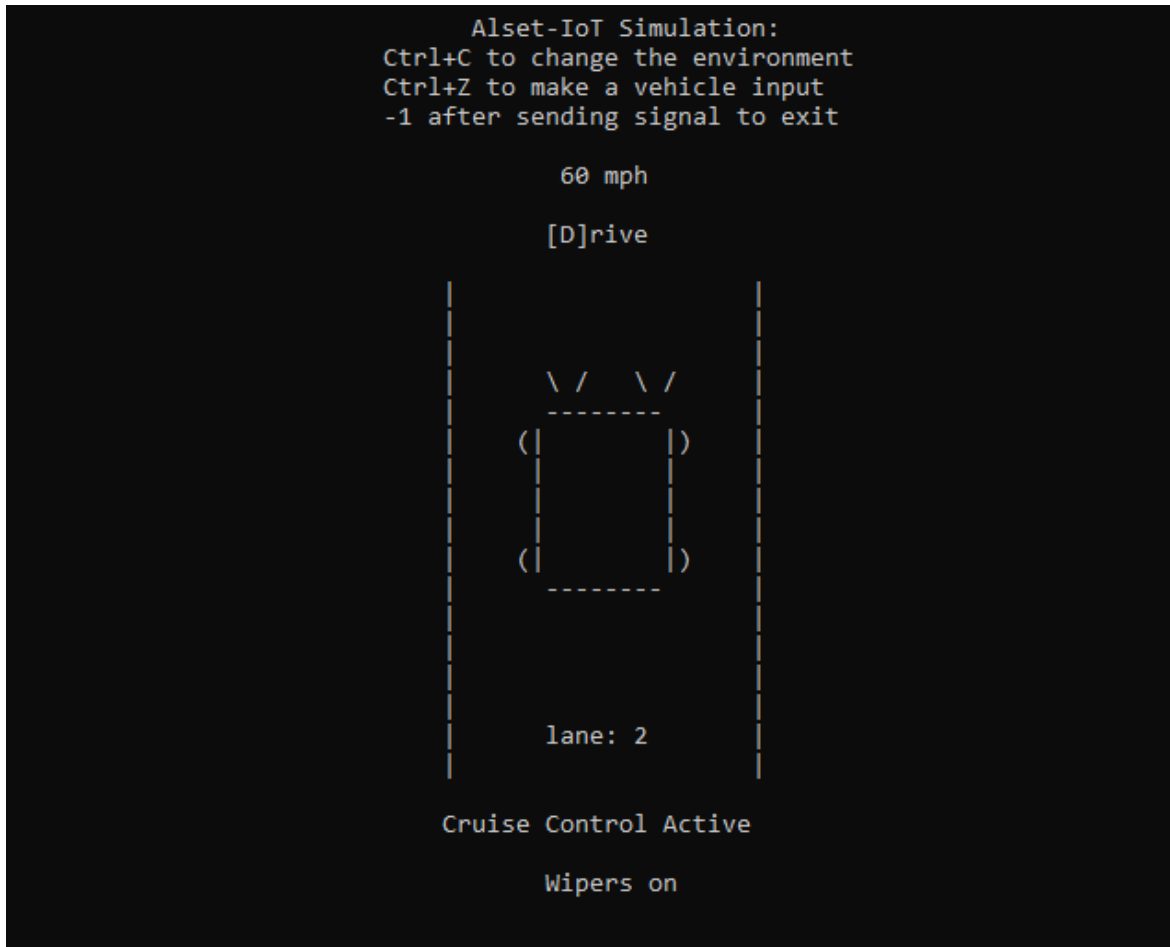 Alset-IoT Simulation:
Ctrl+C to change the environment
Ctrl+Z to make a vehicle input
-1 after sending signal to exit
60 mph
[D]rive
lane: 2
Cruise Control Active
Wipers on